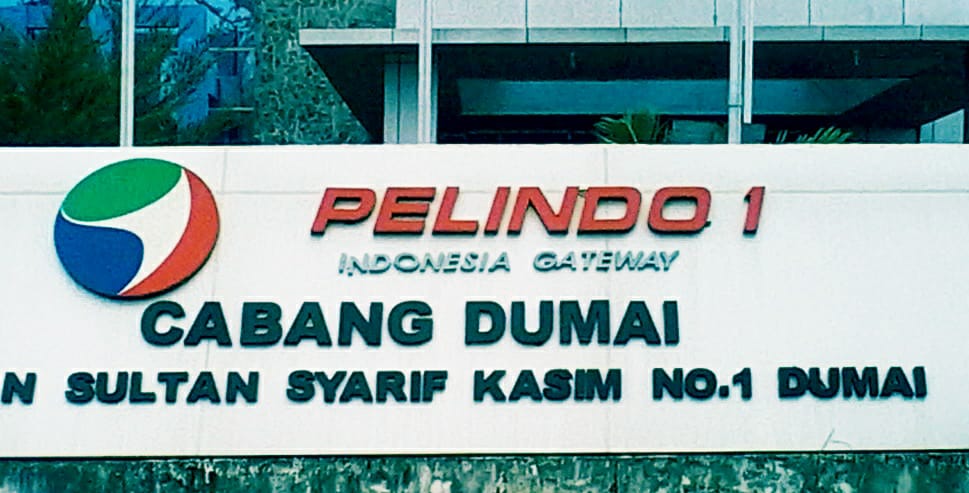 PELINDO 1
INDONESIA GATEWAY
CABANG DUMAI
N SULTAN SYARIF KASIM NO.1 DUMAI